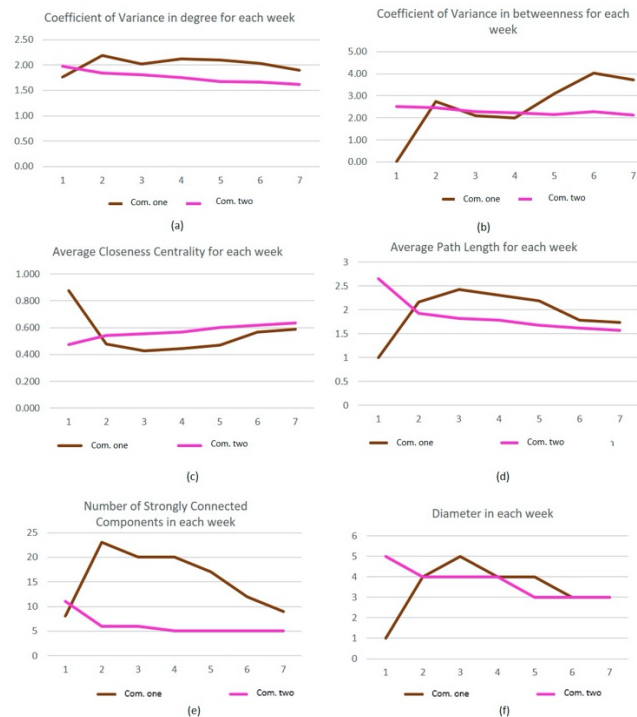 Coefficient of Variance in degree for each week
2.50
2.00
1.50
1.00
0.50
0.00
1 2 3 4 5 6 7
Com. one Com. two
(a)
Coefficient of Variance in betweenness for each
week
5.00
4.00
3.00
2.00
1.00
0.00
1 2 3 4 5 6 7
Com. one Com. two
(b)
Average Closeness Centrality for each week
1.000
0.800
0.600
0.400
0.200
0.000
1 2 3 4 5 6 7
Com. one Com. two
(c)
Average Path Length for each week
3
2.5
2
1.5
1
0.5
0
1 2 3 4 5 6 7
Com. one Com. two
(d)
Number of Strongly Connected
Components in each week
25
20
15
10
5
0
1 2 3 4 5 6 7
Com. one Com. two
(e)
Diameter in each week
6
5
4
3
2
1
0
1 2 3 4 5 6 7
Com. one Com. two
(f)